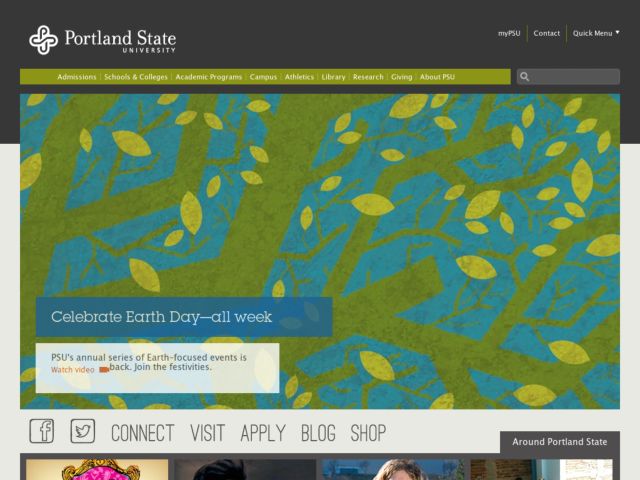 Portland State
UNIVERSITY
myPSU
Contact
Quick Menu
Admissions
Schools & Colleges
Academic Programs
Campus
Athletics
Library
Research
Giving
About PSU
Celebrate Earth Day—all week
PSU's annual series of Earth-focused events is
back. Join the festivities.
Watch video
CONNECT
VISIT
APPLY
BLOG
SHOP
Around Portland State